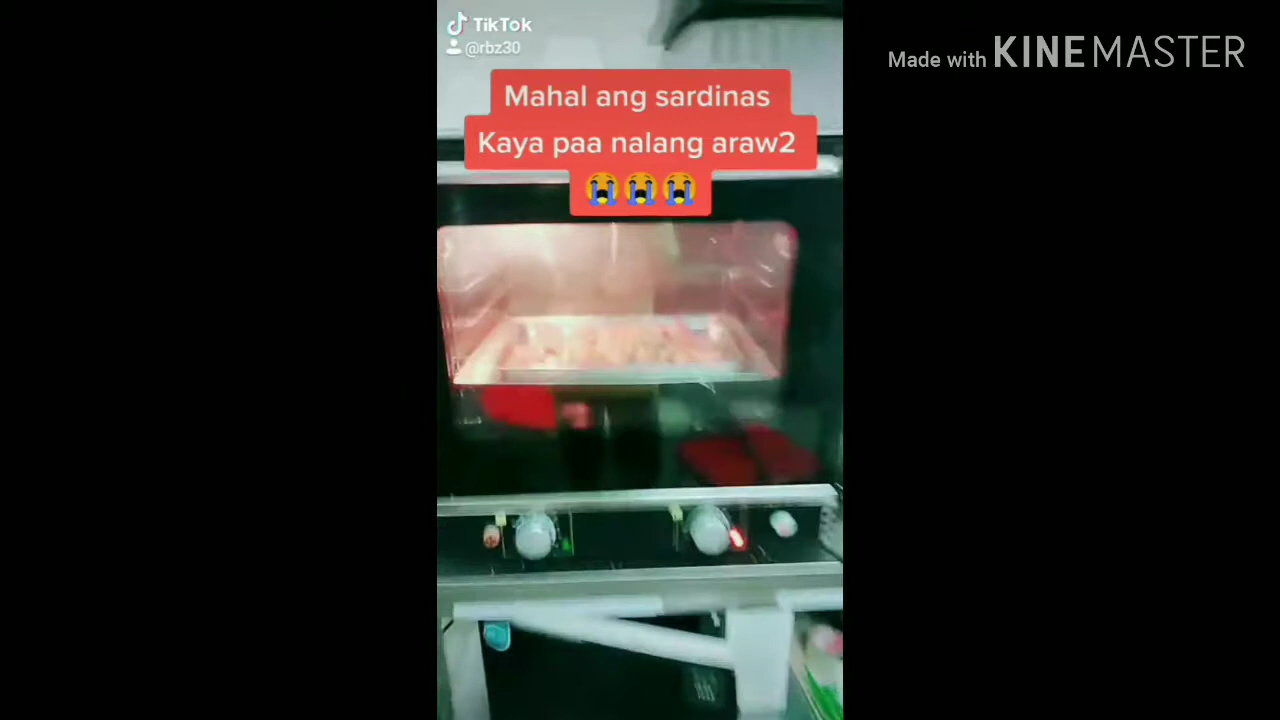 TikTok
@rbz30
Made with KINEMASTER
Mahal ang sardinas
Kaya paa nalang araw2
😭😭😭